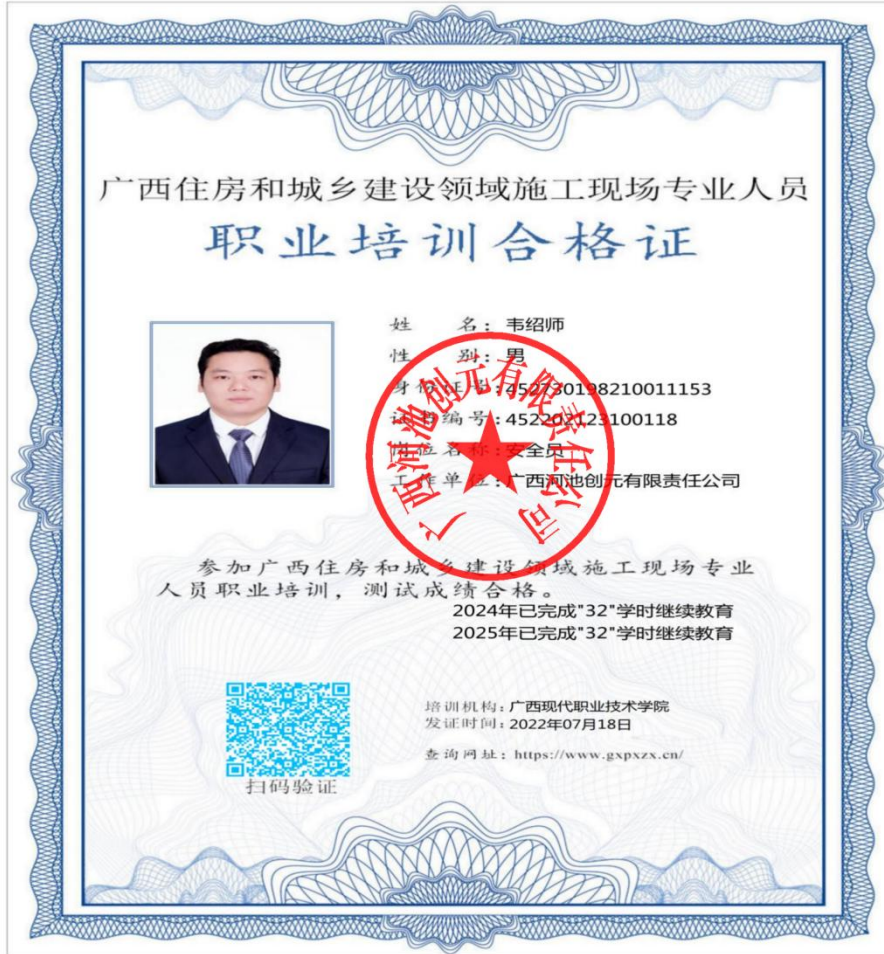 广西住房和城乡建设领域施工现场专业人员
职业培训合格证
姓 名：韦绍师
性 别：男
身份证号：452730198210011153
证书编号：452202123100118
岗位名称：安全员
工作单位：广西河池创元有限责任公司
广西河池创元有限责任公司
参加广西住房和城乡建设领域施工现场专业
人员职业培训，测试成绩合格。
2024年已完成"32"学时继续教育
2025年已完成"32"学时继续教育
培训机构：广西现代职业技术学院
发证时间：2022年07月18日
查询网址：https://www.gxpxzx.cn/
扫码验证